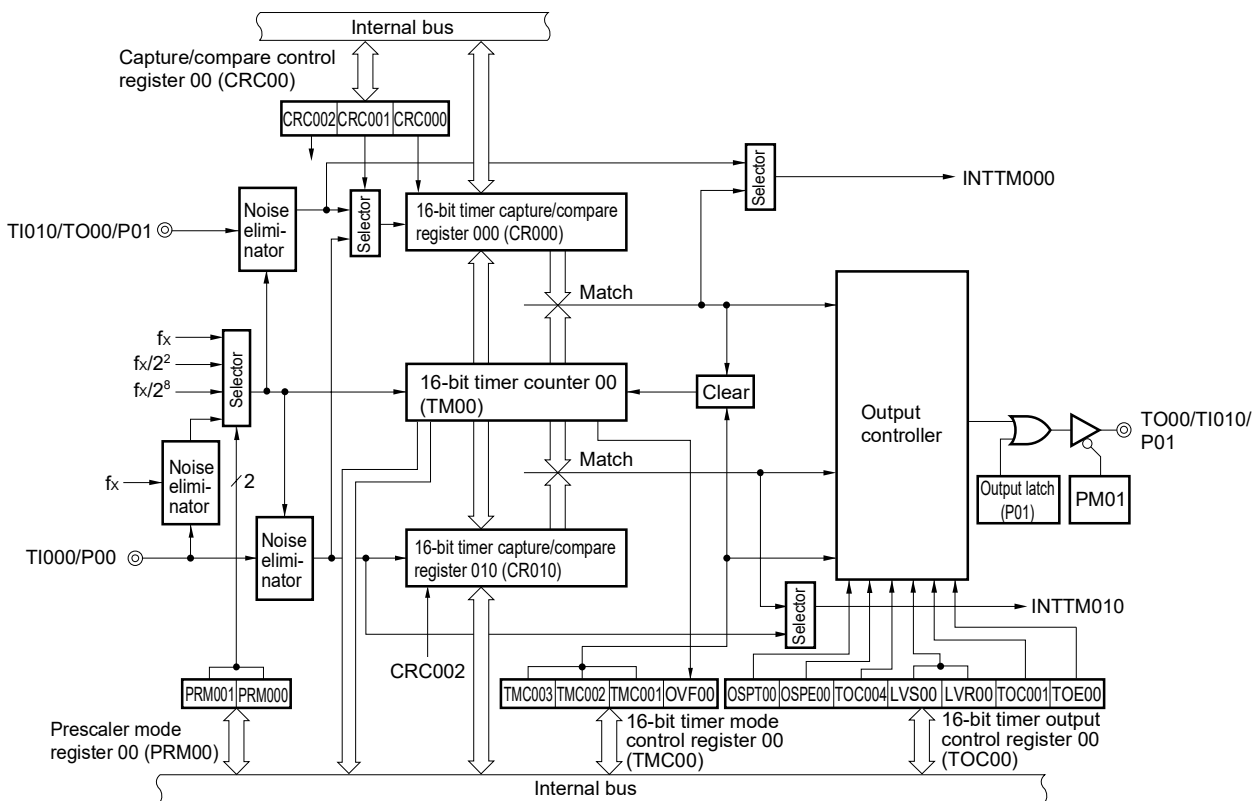 Internal bus
Capture/compare control
register 00 (CRC00)
CRC002 CRC001 CRC000
TI010/TO00/P01
Noise
elimi-
nator
Selector
16-bit timer capture/compare
register 000 (CR000)
Selector
INTTM000
Match
fX
fX/2²
fX/2⁸
Selector
16-bit timer counter 00
(TM00)
Clear
Output
controller
TO00/TI010/
P01
Output latch
(P01)
PM01
fX
Noise
elimi-
nator
2
Match
TI000/P00
Noise
elimi-
nator
16-bit timer capture/compare
register 010 (CR010)
Selector
INTTM010
CRC002
PRM001 PRM000
TMC003 TMC002 TMC001 OVF00
OSPT00 OSPE00 TOC004 LVS00 LVR00 TOC001 TOE00
Prescaler mode
register 00 (PRM00)
16-bit timer mode
control register 00
(TMC00)
16-bit timer output
control register 00
(TOC00)
Internal bus